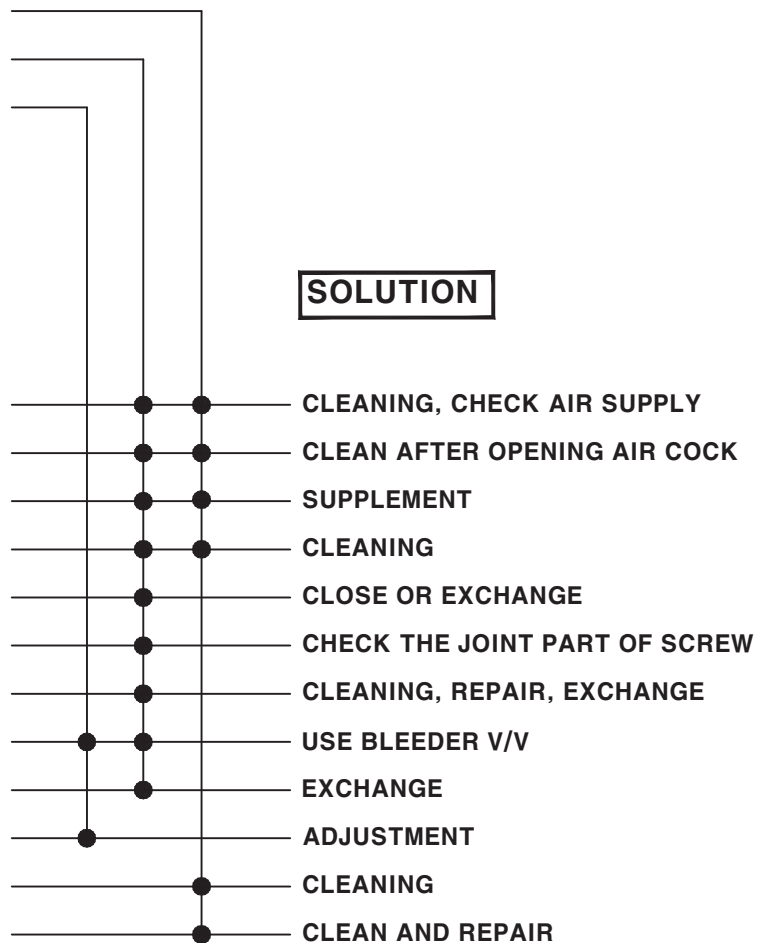 SOLUTION
CLEANING, CHECK AIR SUPPLY
CLEAN AFTER OPENING AIR COCK
SUPPLEMENT
CLEANING
CLOSE OR EXCHANGE
CHECK THE JOINT PART OF SCREW
CLEANING, REPAIR, EXCHANGE
USE BLEEDER V/V
EXCHANGE
ADJUSTMENT
CLEANING
CLEAN AND REPAIR